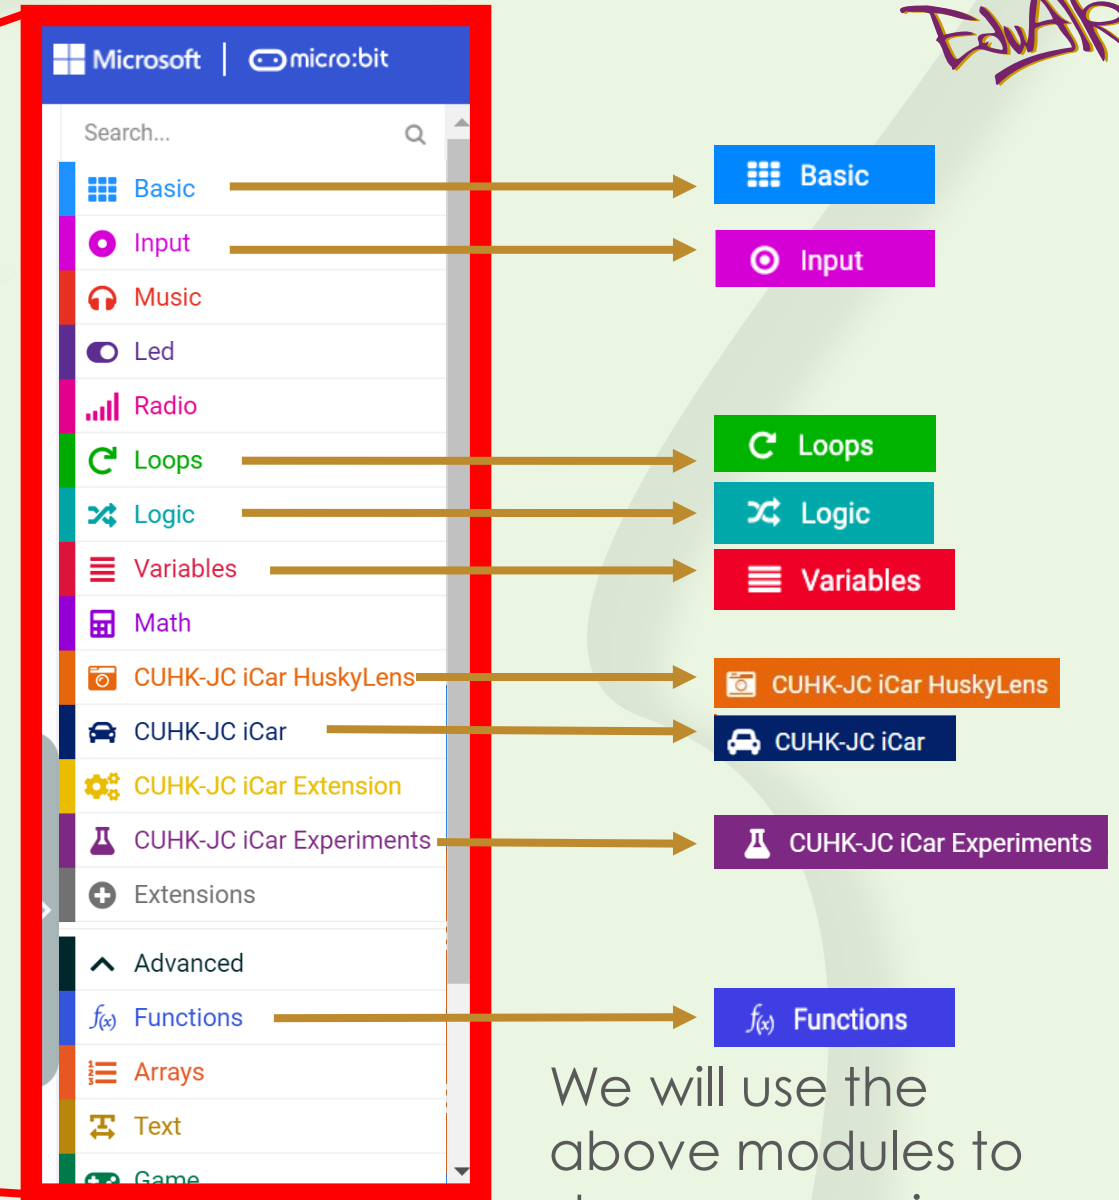 EdwAIR
Microsoft | micro:bit
Search...
Basic
Input
Music
Led
Radio
Loops
Logic
Variables
Math
CUHK-JC iCar HuskyLens
CUHK-JC iCar
CUHK-JC iCar Extension
CUHK-JC iCar Experiments
Extensions
Advanced
f(x) Functions
Arrays
Text
Game
Basic
Input
Loops
Logic
Variables
CUHK-JC iCar HuskyLens
CUHK-JC iCar
CUHK-JC iCar Experiments
f(x) Functions
We will use the
above modules to